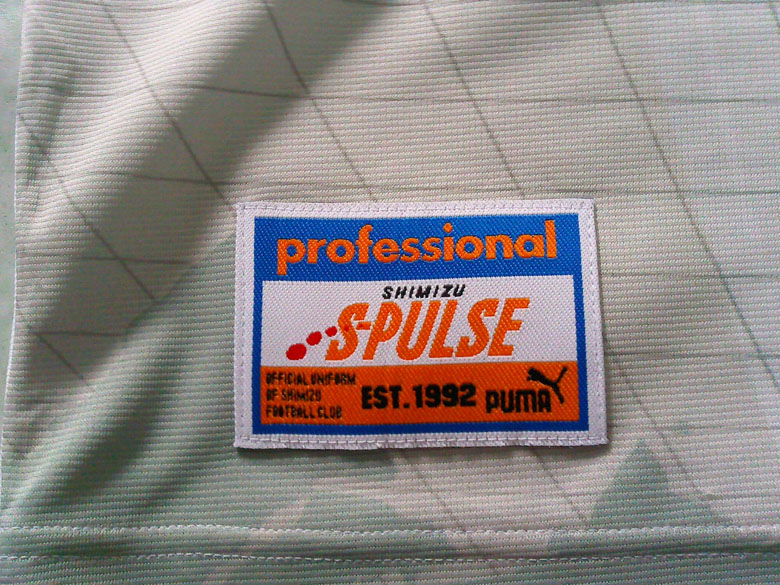 professional
SHIMIZU
S-PULSE
OFFICIAL UNIFORM
OF SHIMIZU
FOOTBALL CLUB
EST.1992
PUMA